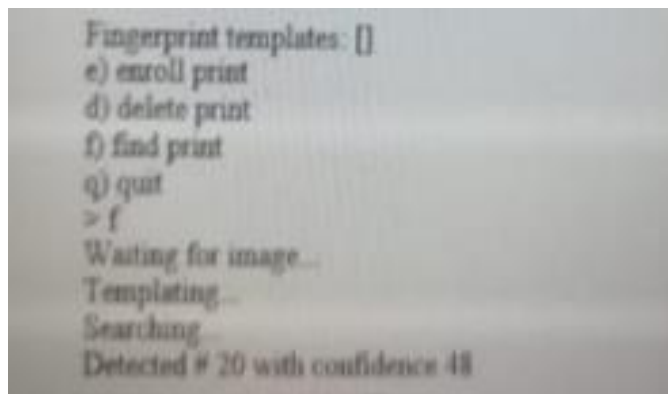 Fingerprint templates: []
e) enroll print
d) delete print
f) find print
q) quit
> f
Waiting for image...
Templating...
Searching...
Detected # 20 with confidence 48